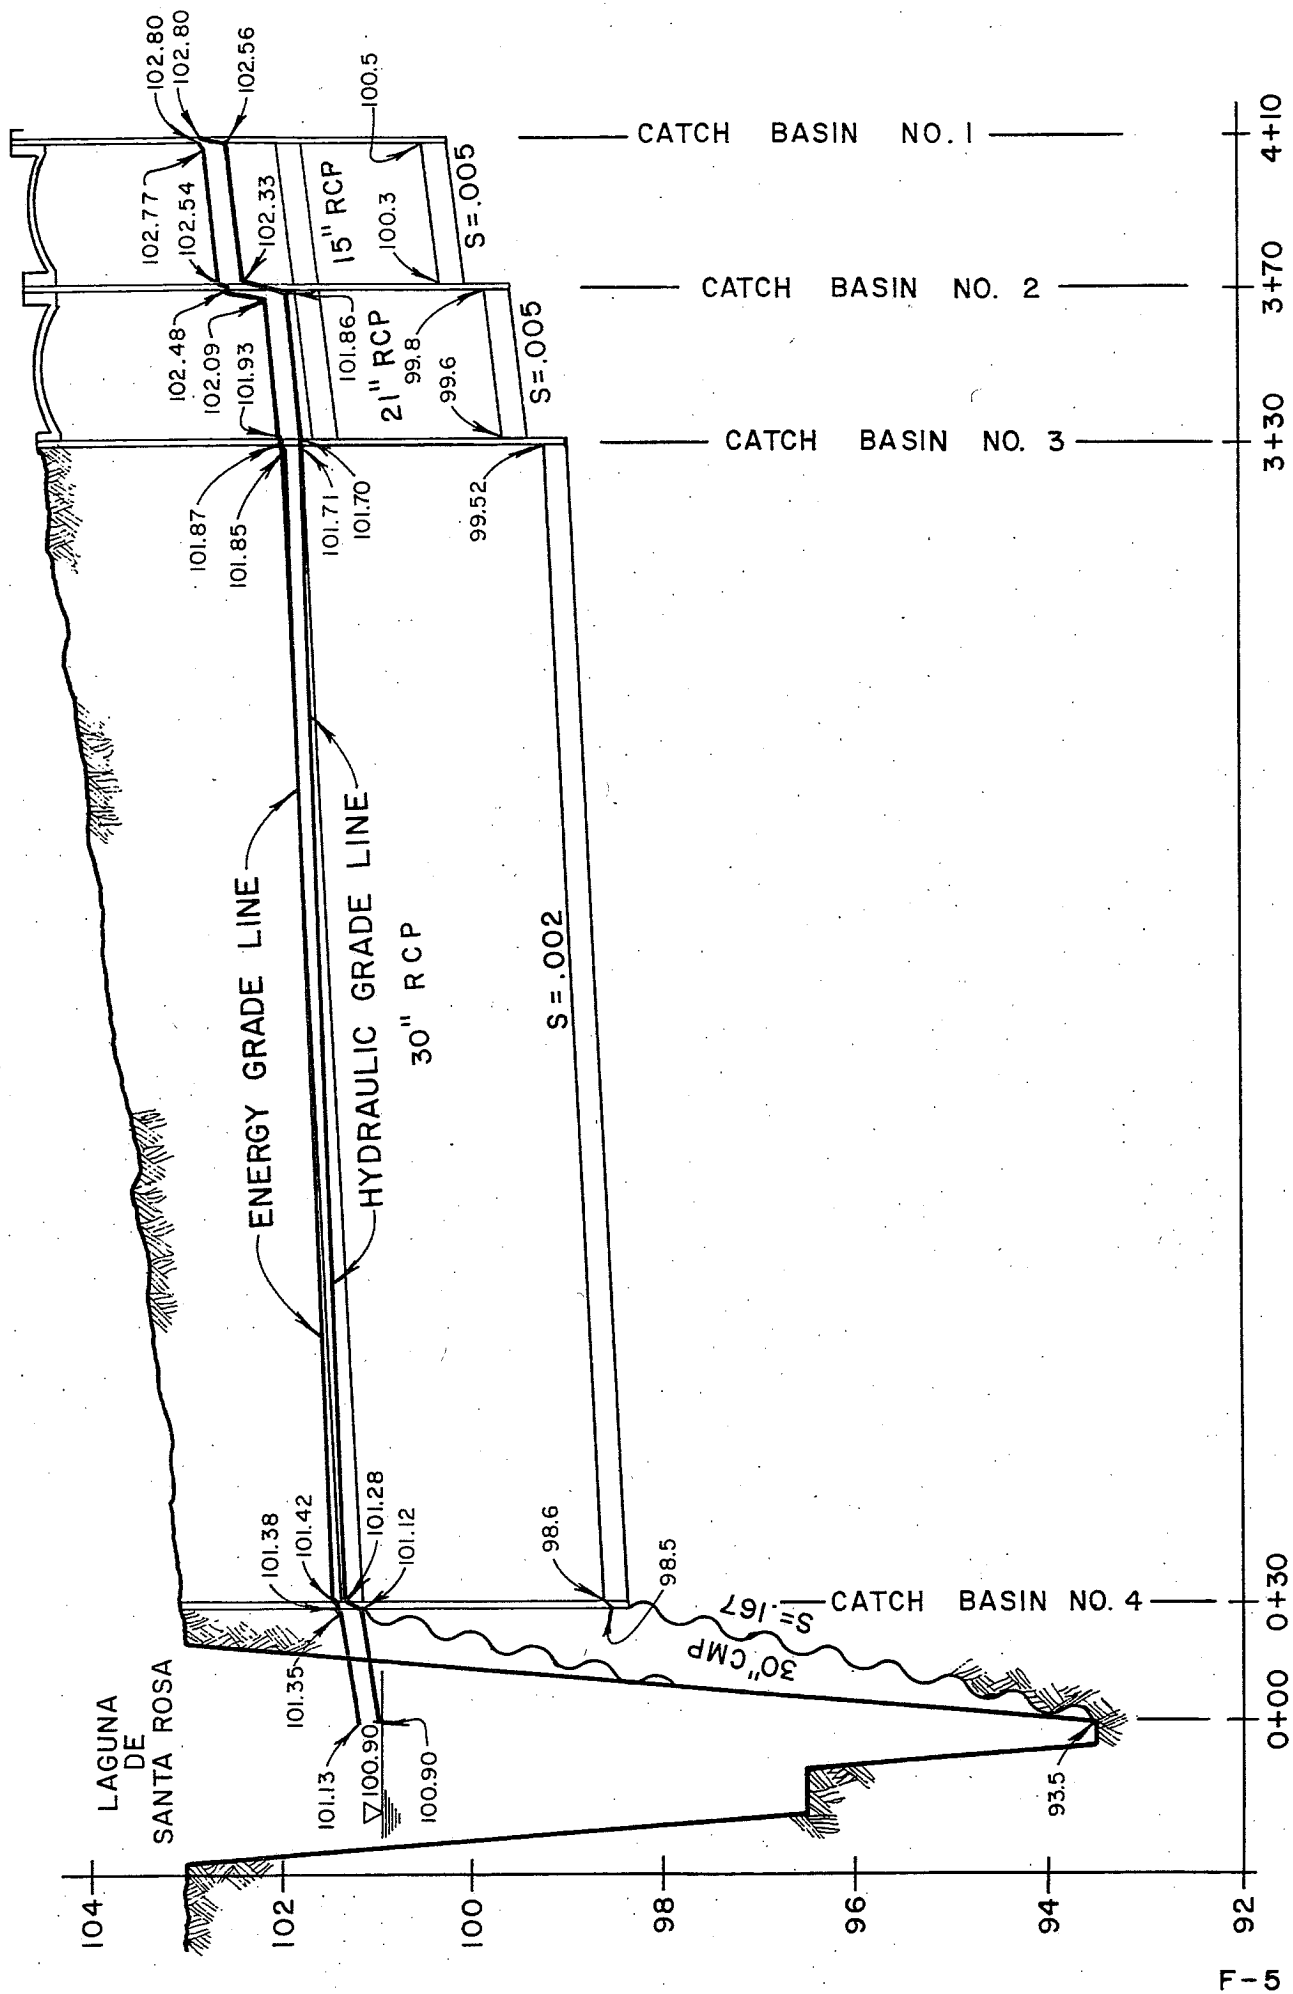 LAGUNA
DE
SANTA ROSA
104
102
100
98
96
94
92
101.13
▽100.90
100.90
93.5
101.35
101.38
101.42
101.28
101.12
98.6
98.5
30" CMP
S=.167
ENERGY GRADE LINE
HYDRAULIC GRADE LINE
30" RCP
S=.002
101.87
101.85
101.71
101.70
99.52
102.48
102.09
101.93
101.86
21" RCP
99.8
99.6
S=.005
102.77
102.54
102.33
15" RCP
100.3
S=.005
102.80
102.80
102.56
100.5
CATCH BASIN NO. 4
CATCH BASIN NO. 3
CATCH BASIN NO. 2
CATCH BASIN NO. 1
0+00
0+30
3+30
3+70
4+10
F-5